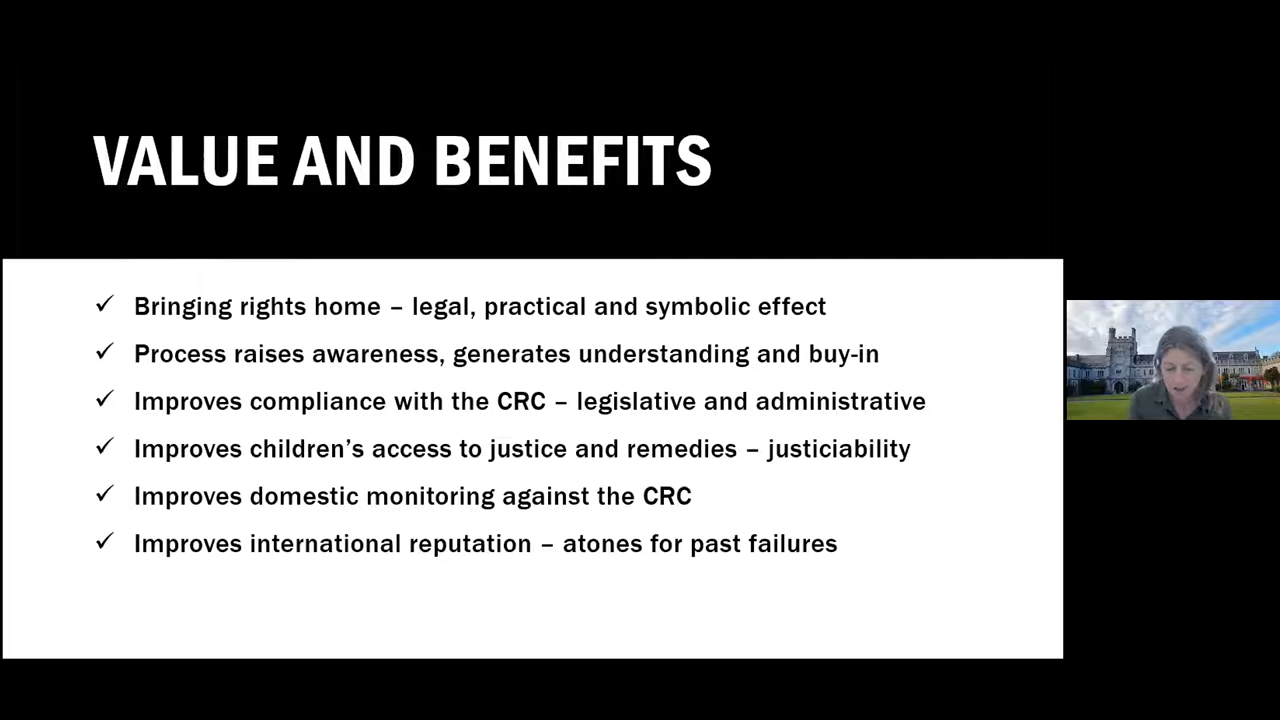 VALUE AND BENEFITS
✓ Bringing rights home – legal, practical and symbolic effect
✓ Process raises awareness, generates understanding and buy-in
✓ Improves compliance with the CRC – legislative and administrative
✓ Improves children’s access to justice and remedies – justiciability
✓ Improves domestic monitoring against the CRC
✓ Improves international reputation – atones for past failures